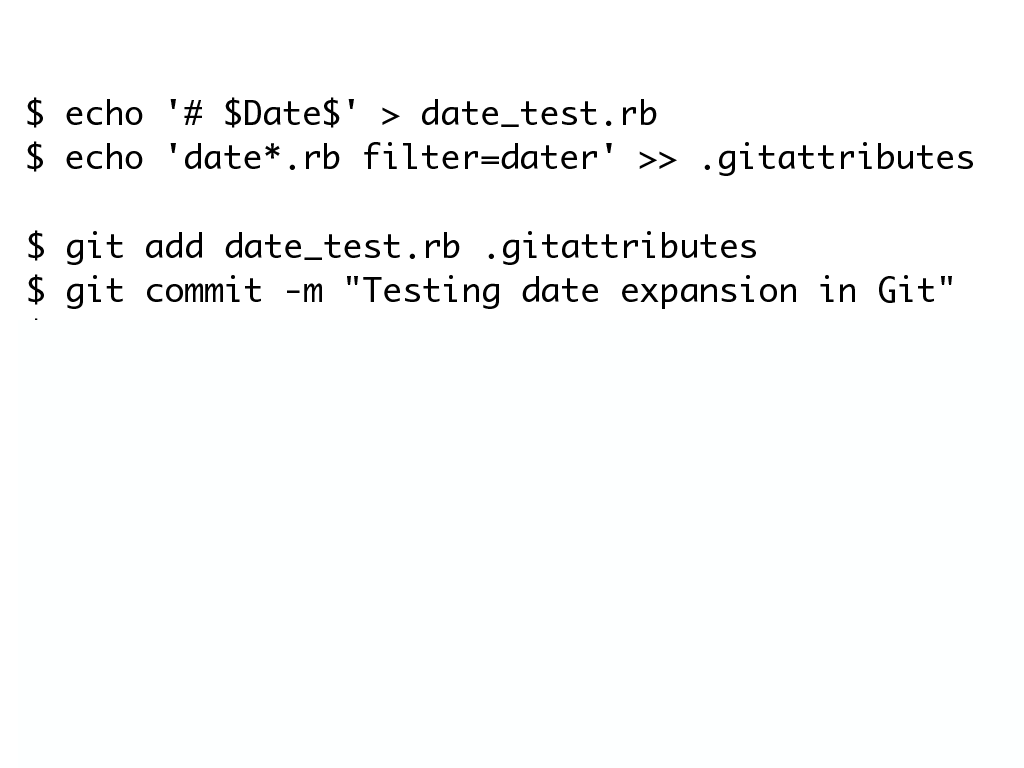 $ echo '# $Date$' > date_test.rb
$ echo 'date*.rb filter=dater' >> .gitattributes
$ git add date_test.rb .gitattributes
$ git commit -m "Testing date expansion in Git"